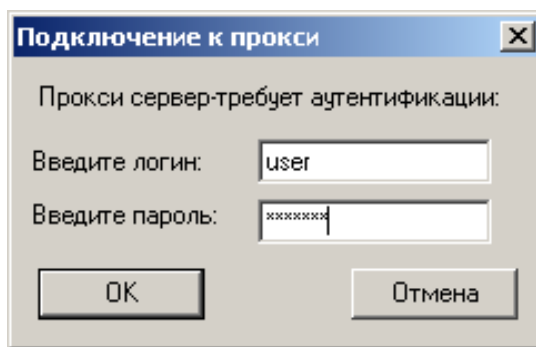 Подключение к прокси
Прокси сервер-требует аутентификации:
Введите логин: user
Введите пароль: *******
OK Отмена